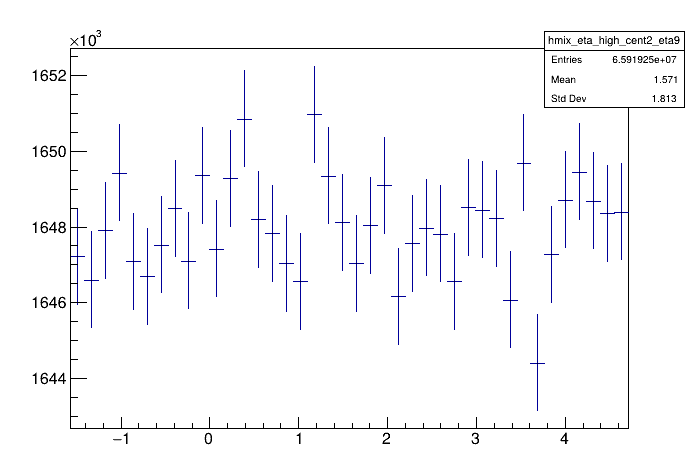 ×10³
hmix_eta_high_cent2_eta9
Entries 6.591925e+07
Mean 1.571
Std Dev 1.813
1652
1650
1648
1646
1644
−1 0 1 2 3 4